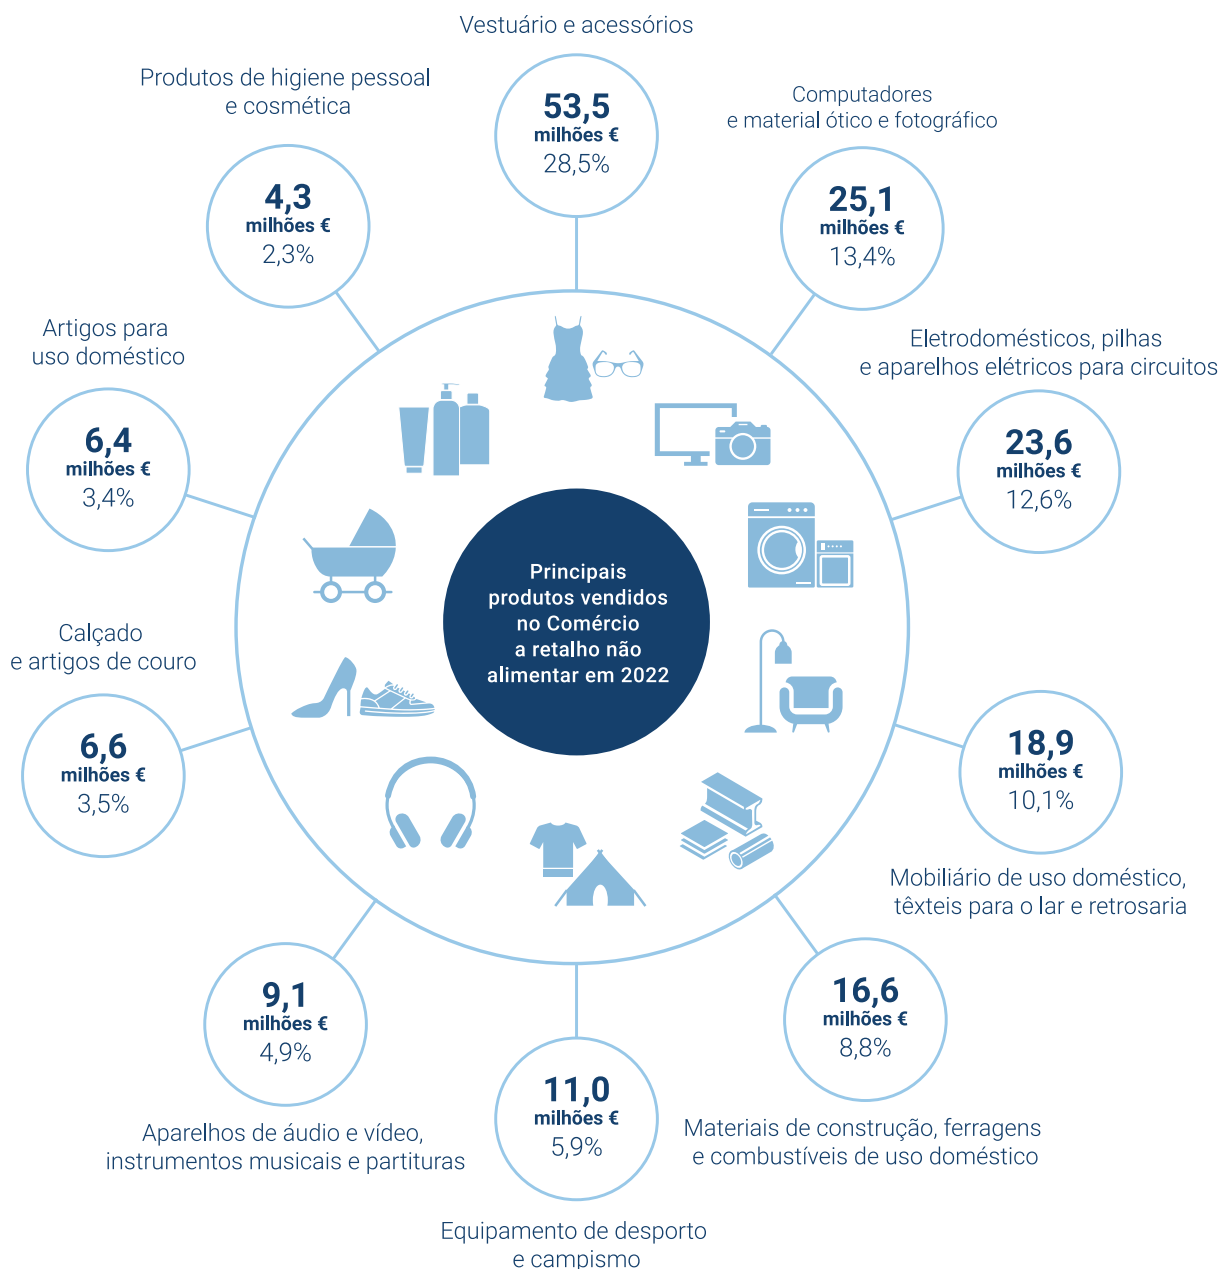 Vestuário e acessórios
53,5
milhões €
28,5%
Computadores
e material ótico e fotográfico
25,1
milhões €
13,4%
Eletrodomésticos, pilhas
e aparelhos elétricos para circuitos
23,6
milhões €
12,6%
18,9
milhões €
10,1%
Mobiliário de uso doméstico,
têxteis para o lar e retrosaria
16,6
milhões €
8,8%
Materiais de construção, ferragens
e combustíveis de uso doméstico
11,0
milhões €
5,9%
Equipamento de desporto
e campismo
9,1
milhões €
4,9%
Aparelhos de áudio e vídeo,
instrumentos musicais e partituras
Calçado
e artigos de couro
6,6
milhões €
3,5%
Artigos para
uso doméstico
6,4
milhões €
3,4%
Produtos de higiene pessoal
e cosmética
4,3
milhões €
2,3%
Principais
produtos vendidos
no Comércio
a retalho não
alimentar em 2022